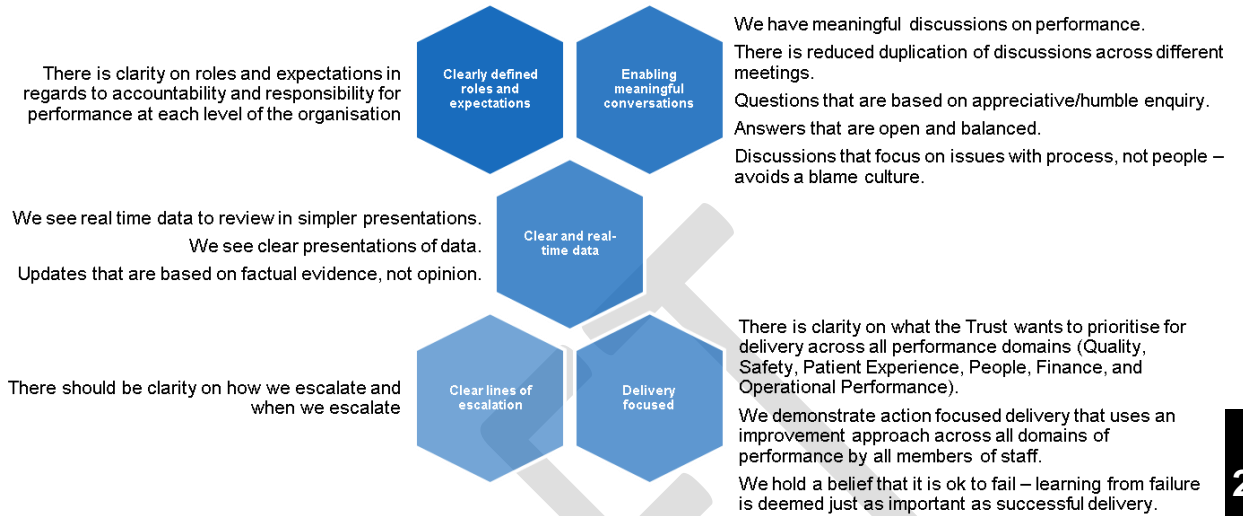 There is clarity on roles and expectations in
regards to accountability and responsibility for
performance at each level of the organisation
Clearly defined
roles and
expectations
Enabling
meaningful
conversations
We have meaningful discussions on performance.
There is reduced duplication of discussions across different
meetings.
Questions that are based on appreciative/humble enquiry.
Answers that are open and balanced.
Discussions that focus on issues with process, not people –
avoids a blame culture.
We see real time data to review in simpler presentations.
We see clear presentations of data.
Updates that are based on factual evidence, not opinion.
Clear and real-
time data
There should be clarity on how we escalate and
when we escalate
Clear lines of
escalation
Delivery
focused
There is clarity on what the Trust wants to prioritise for
delivery across all performance domains (Quality,
Safety, Patient Experience, People, Finance, and
Operational Performance).
We demonstrate action focused delivery that uses an
improvement approach across all domains of
performance by all members of staff.
We hold a belief that it is ok to fail – learning from failure
is deemed just as important as successful delivery.
2